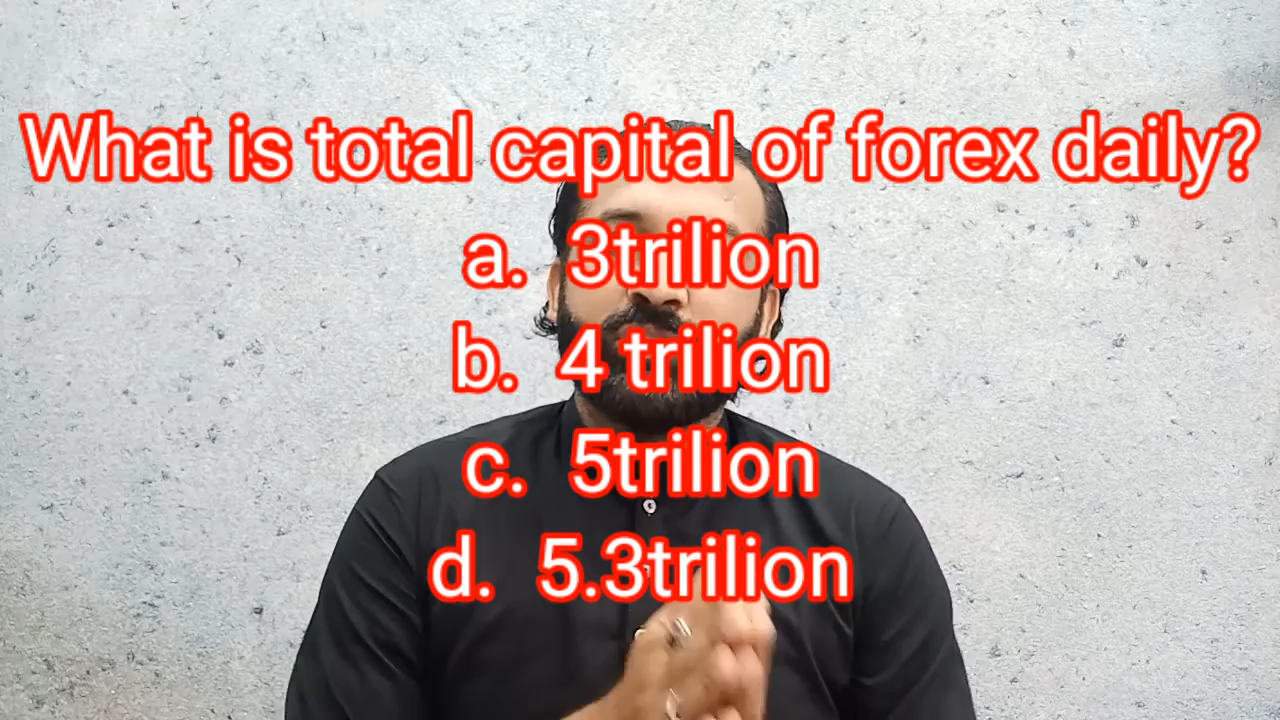 What is total capital of forex daily?
a. 3trilion
b. 4 trilion
c. 5trilion
d. 5.3trilion